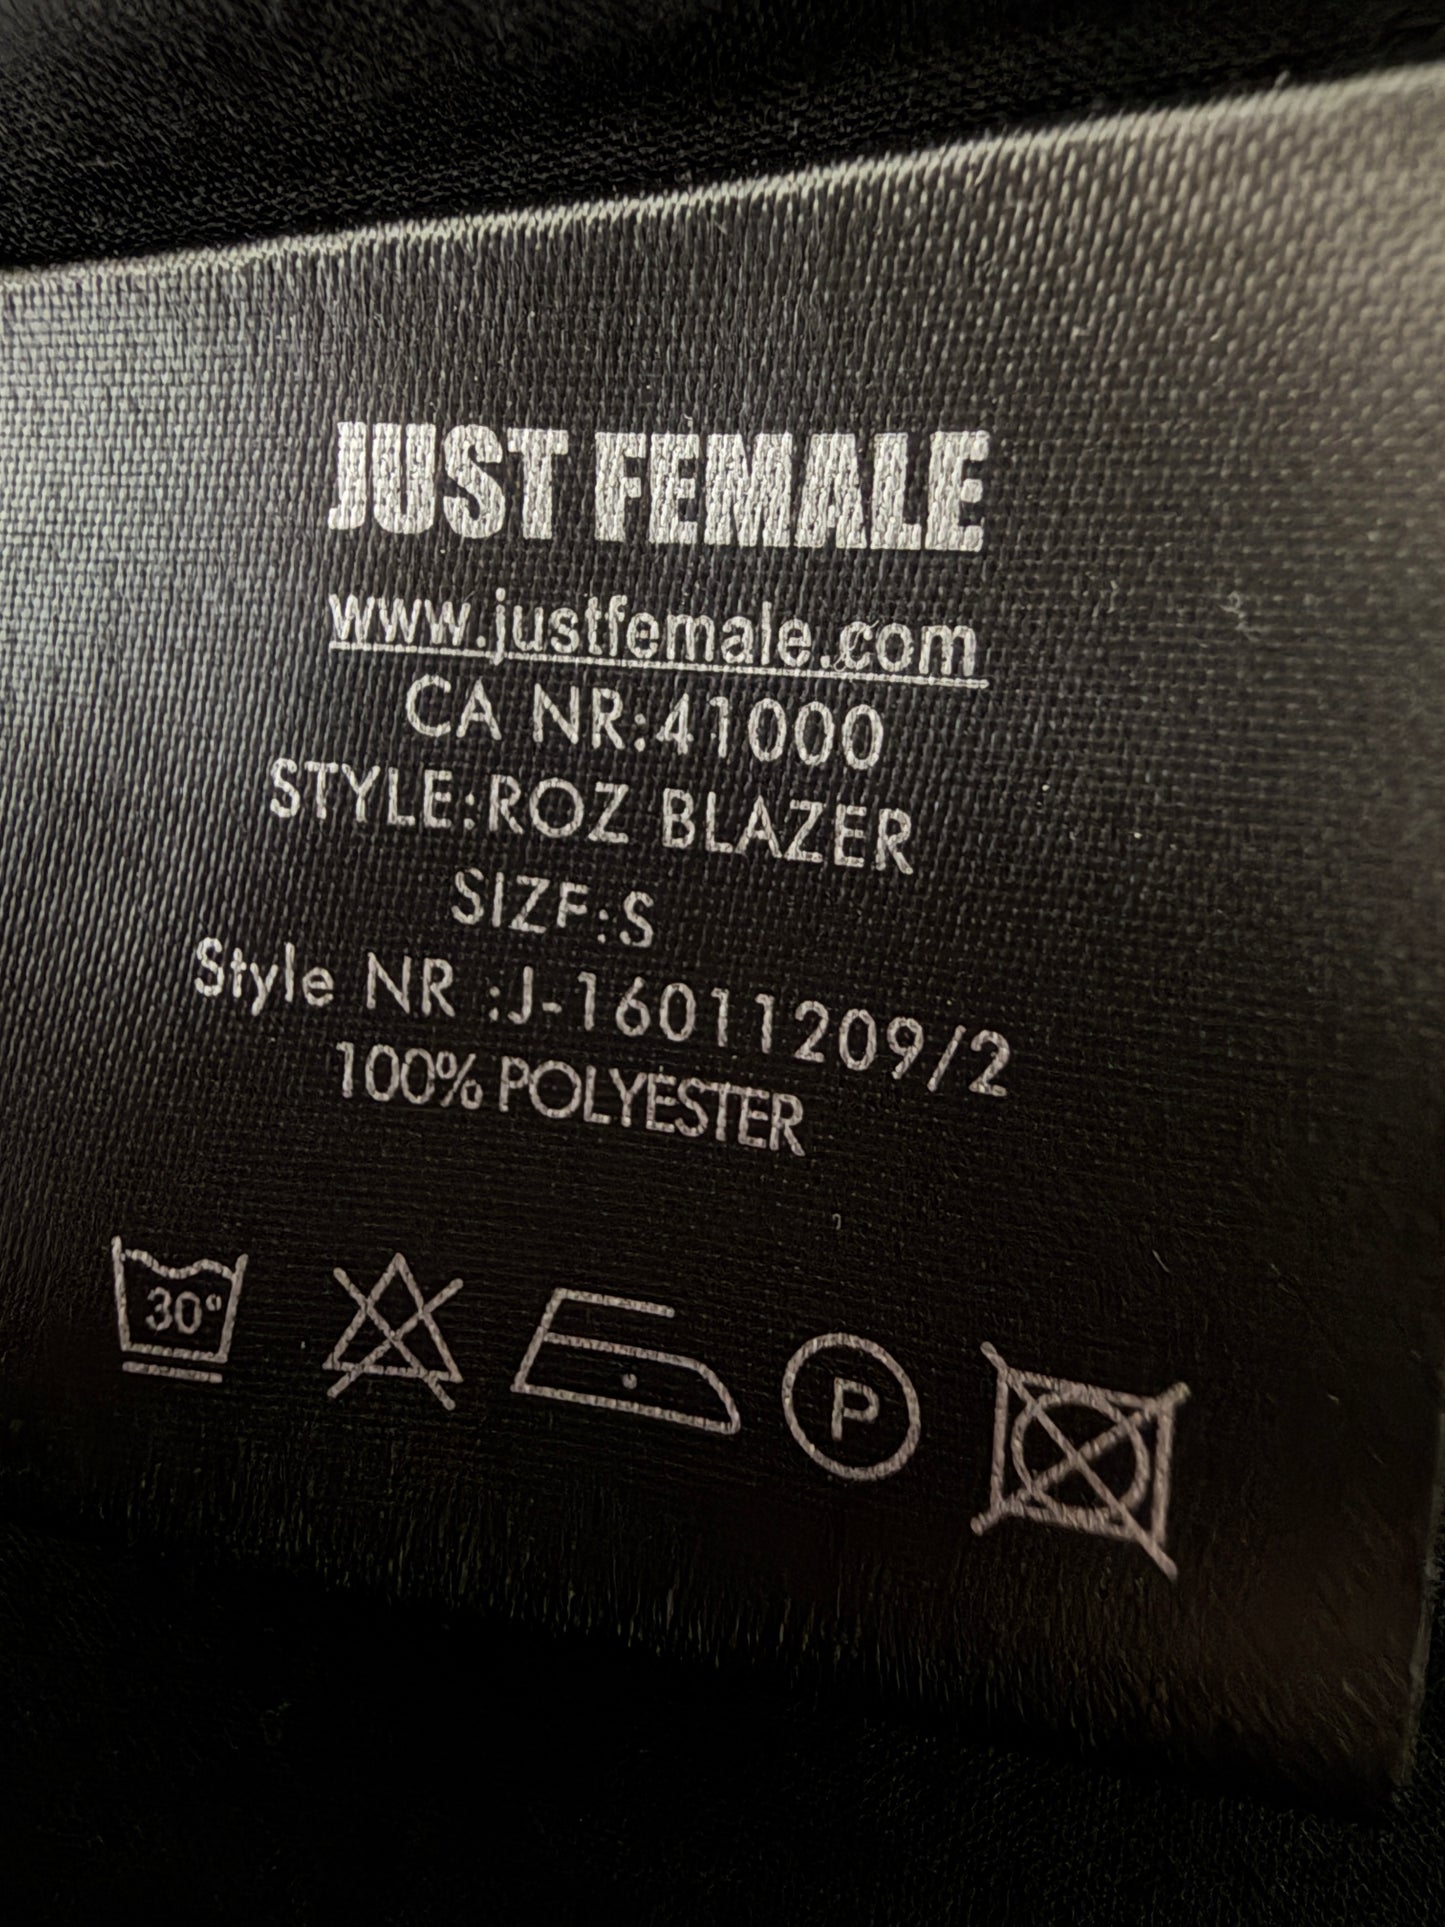 JUST FEMALE
www.justfemale.com
CA NR:41000
STYLE:ROZ BLAZER
SIZF:S
Style NR :J-16011209/2
100% POLYESTER
30°
P